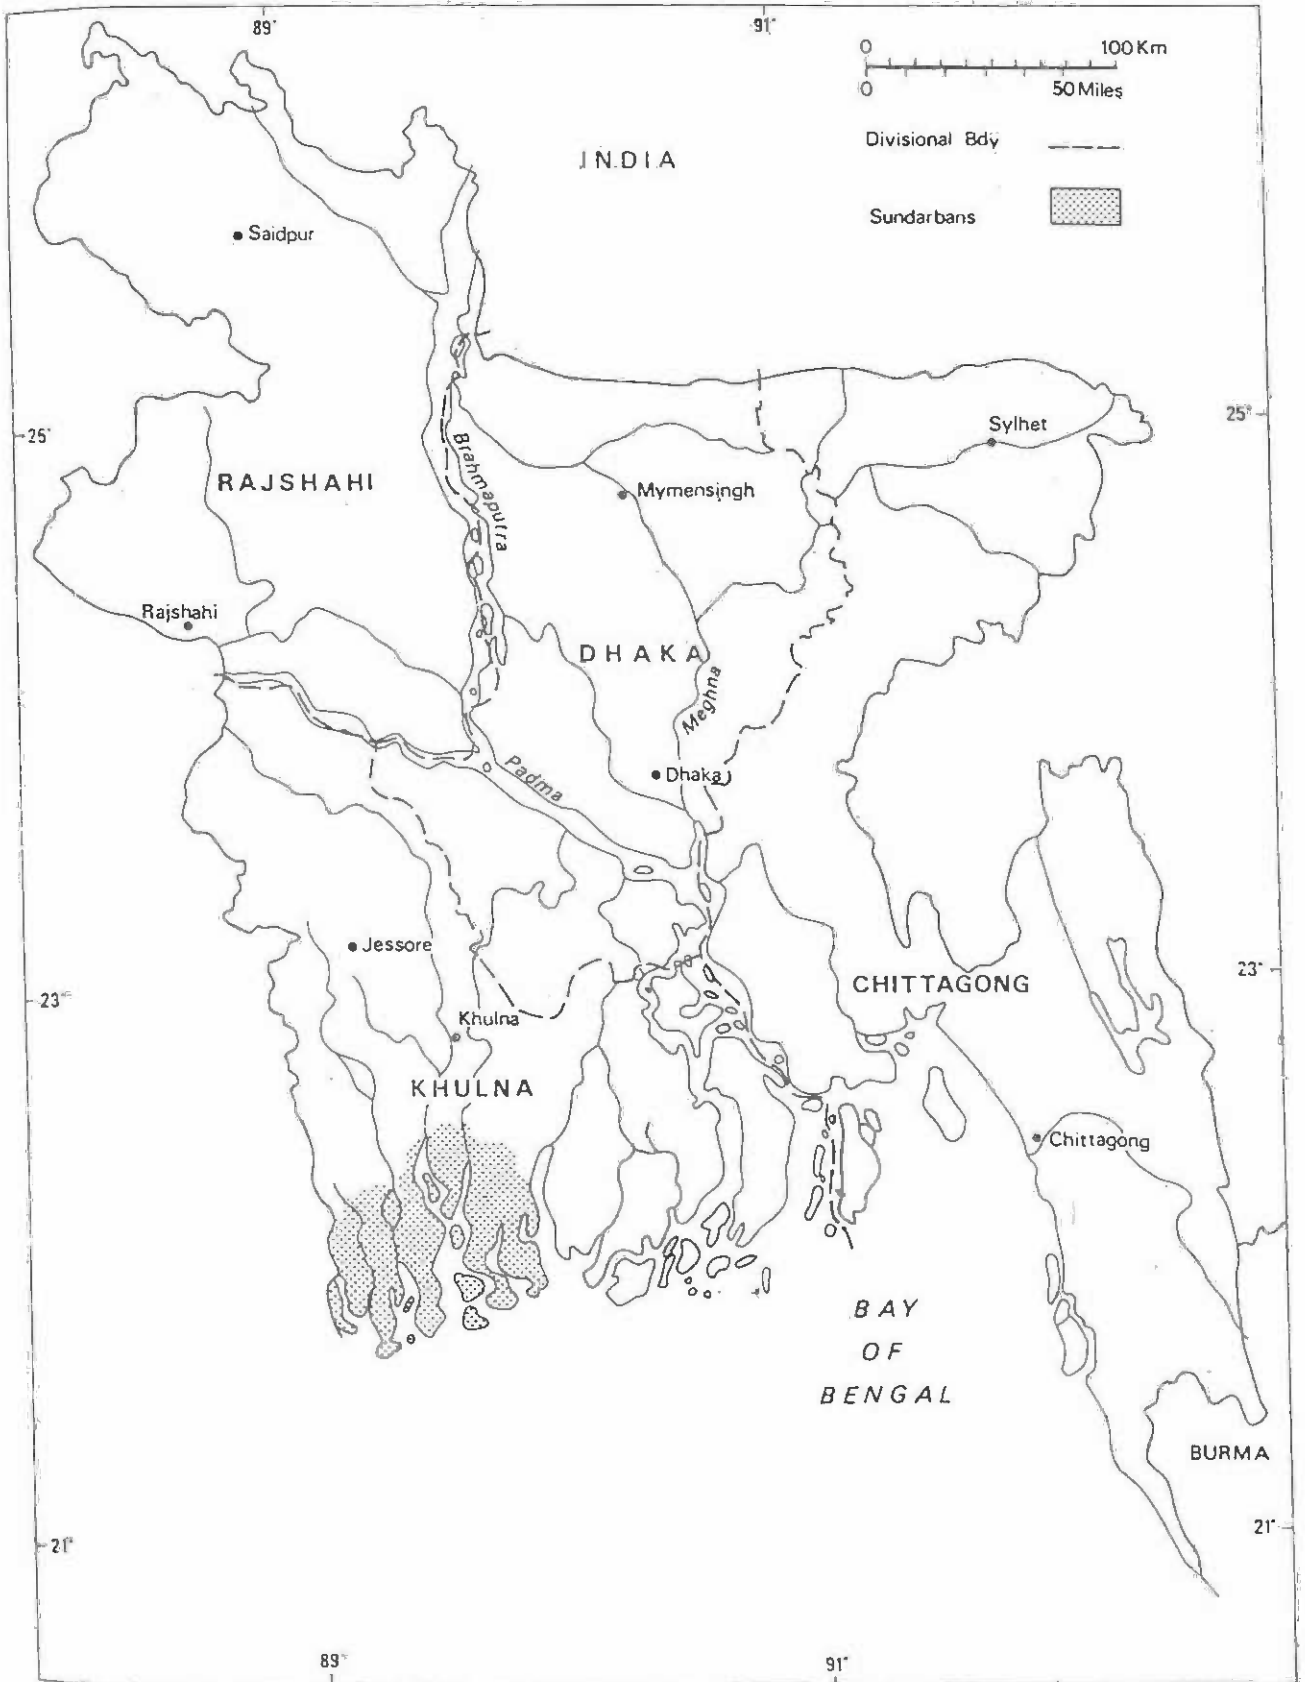 89°
91°
0 100 Km
0 50 Miles
Divisional Bdy
INDIA
Sundarbans
Saidpur
25°
Sylhet
25°
Brahmaputra
RAJSHAHI
Mymensingh
Rajshahi
DHAKA
Meghna
Padma
Dhaka
Jessore
23°
CHITTAGONG
23°
Khulna
KHULNA
Chittagong
BAY
OF
BENGAL
BURMA
21°
21°
89°
91°